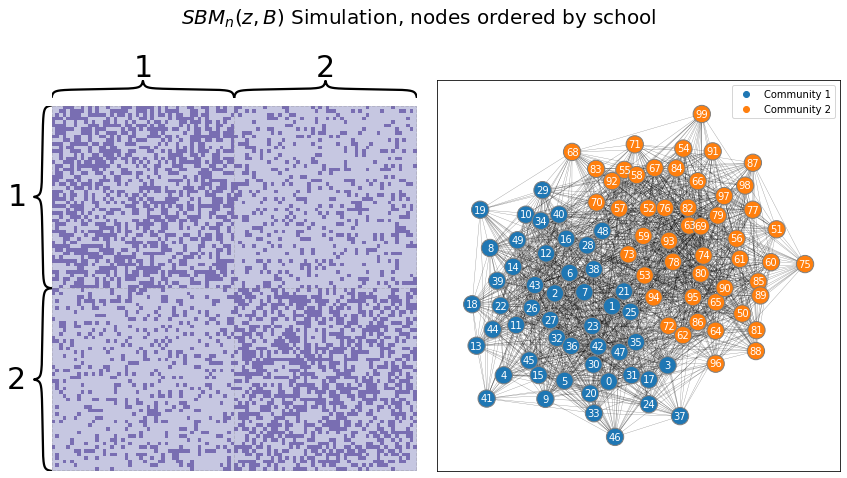 SBMₙ(z, B) Simulation, nodes ordered by school
1 2
1
2
Community 1
Community 2
99
71
68 54 91
87
83 55 67 84
92 58 66 98
29 97
70
19 10 40 57 52 76 82 77
34 79
48 63 69 51
49 16 59 93 56
8 28
12 73 74
14 38 78 61 60 75
6 53 80
39 43 85
2 7 21 94 95 90 89
18 22 26 1 65
11 27 25 50
44 23 72 86 64 81
32 62
13 36 42 47 35 88
45 30 3 96
4 15 5 0 31 17
41 9 20
33 24
37
46